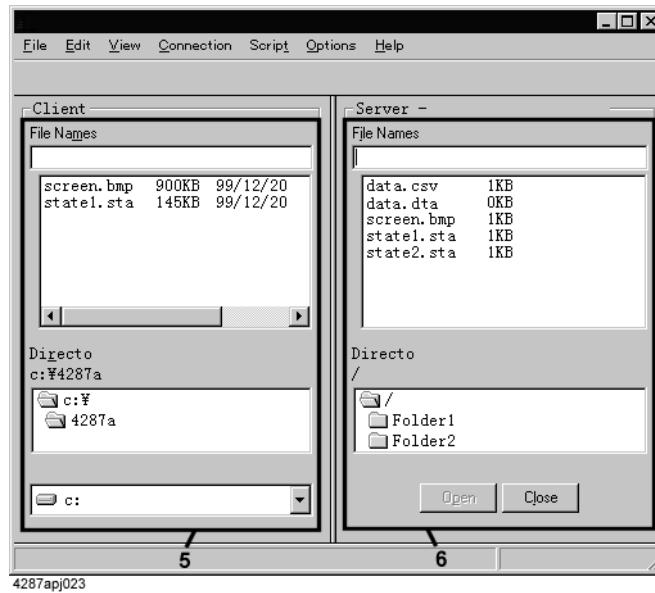 File Edit View Connection Script Options Help
Client
File Names
screen.bmp 900KB 99/12/20
state1.sta 145KB 99/12/20
Directo
c:¥4287a
c:¥
4287a
c:
5
Server -
File Names
data.csv 1KB
data.dta 0KB
screen.bmp 1KB
state1.sta 1KB
state2.sta 1KB
Directo
/
/
Folder1
Folder2
Open Close
6
4287apj023